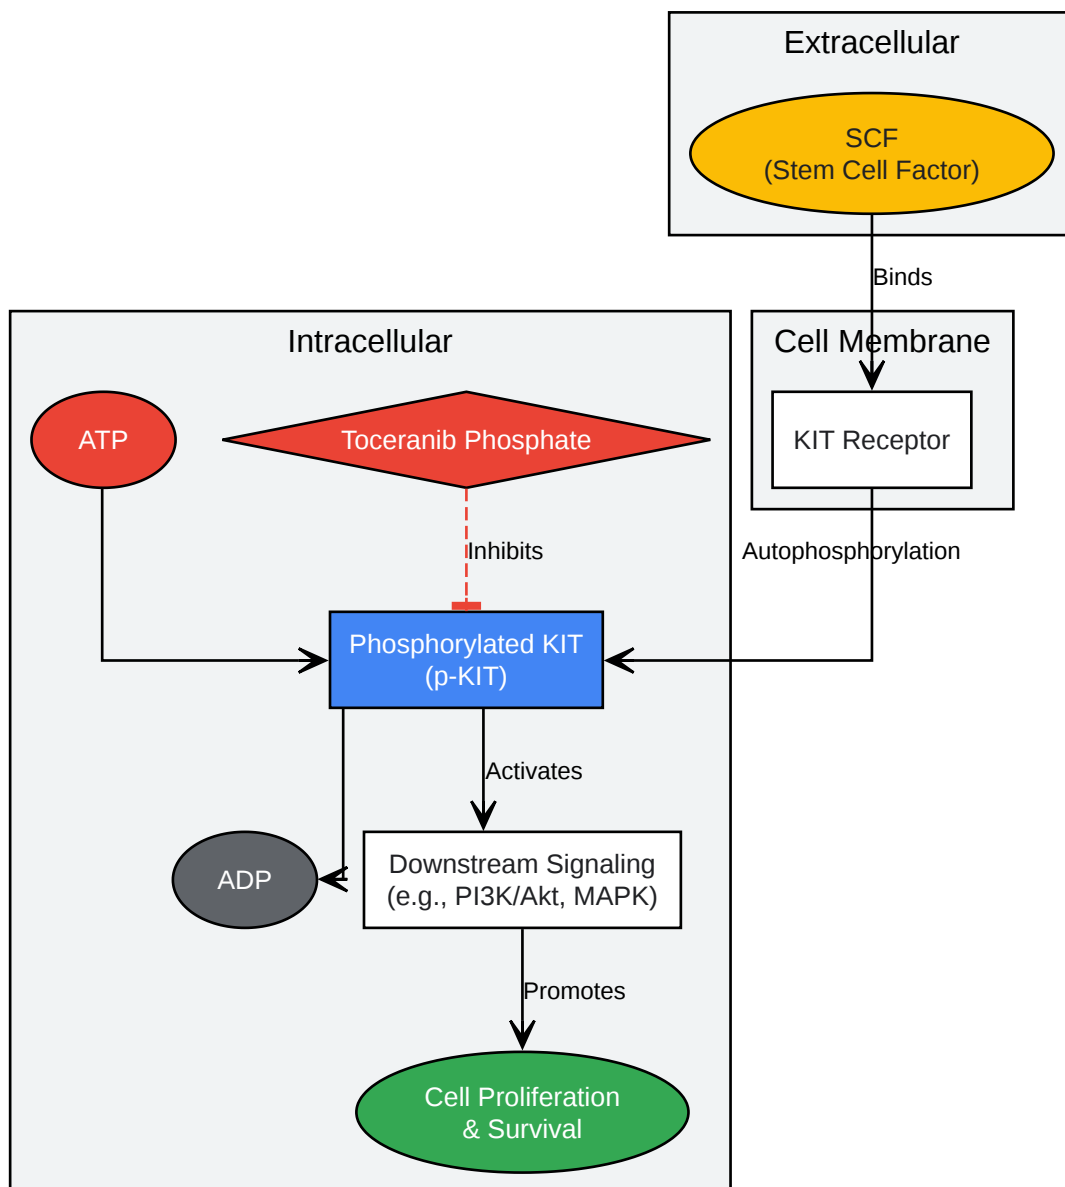 Extracellular
SCF
(Stem Cell Factor)
Binds
Intracellular
Cell Membrane
ATP
Toceranib Phosphate
KIT Receptor
Inhibits
Autophosphorylation
Phosphorylated KIT
(p-KIT)
Activates
ADP
Downstream Signaling
(e.g., PI3K/Akt, MAPK)
Promotes
Cell Proliferation
& Survival